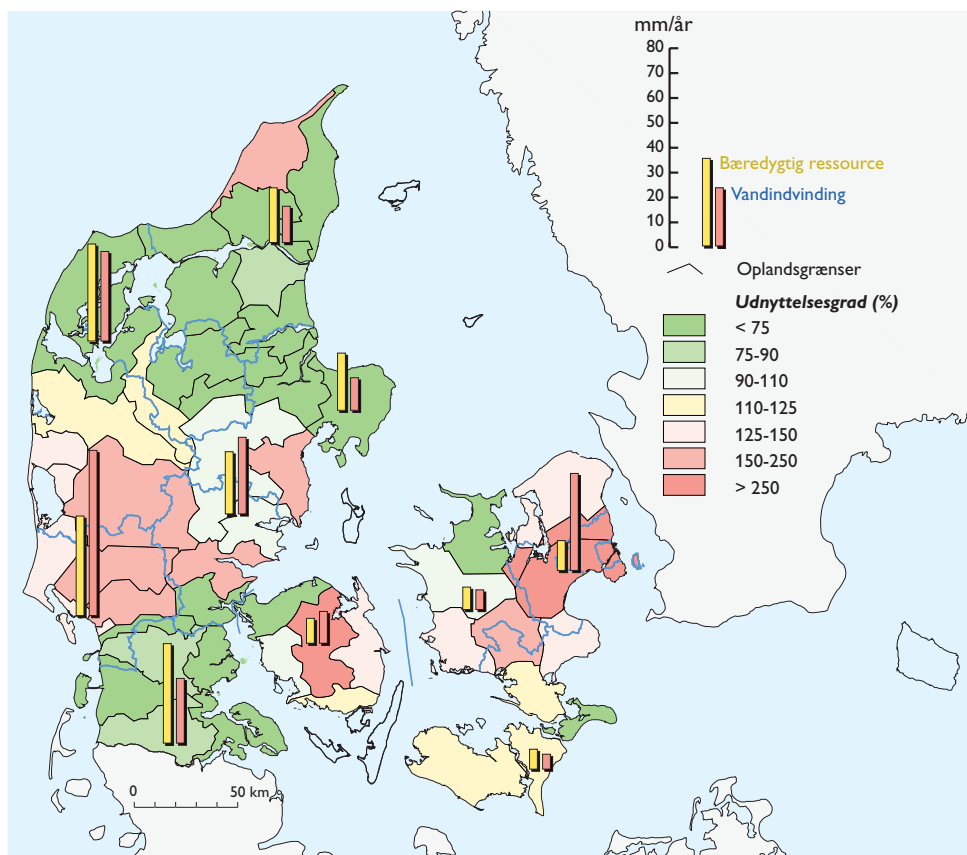 mm/år
80
70
60
50
40
30
20
10
0
Bæredygtig ressource
Vandindvinding
Oplandsgrænser
Udnyttelsesgrad (%)
< 75
75-90
90-110
110-125
125-150
150-250
> 250
0 50 km